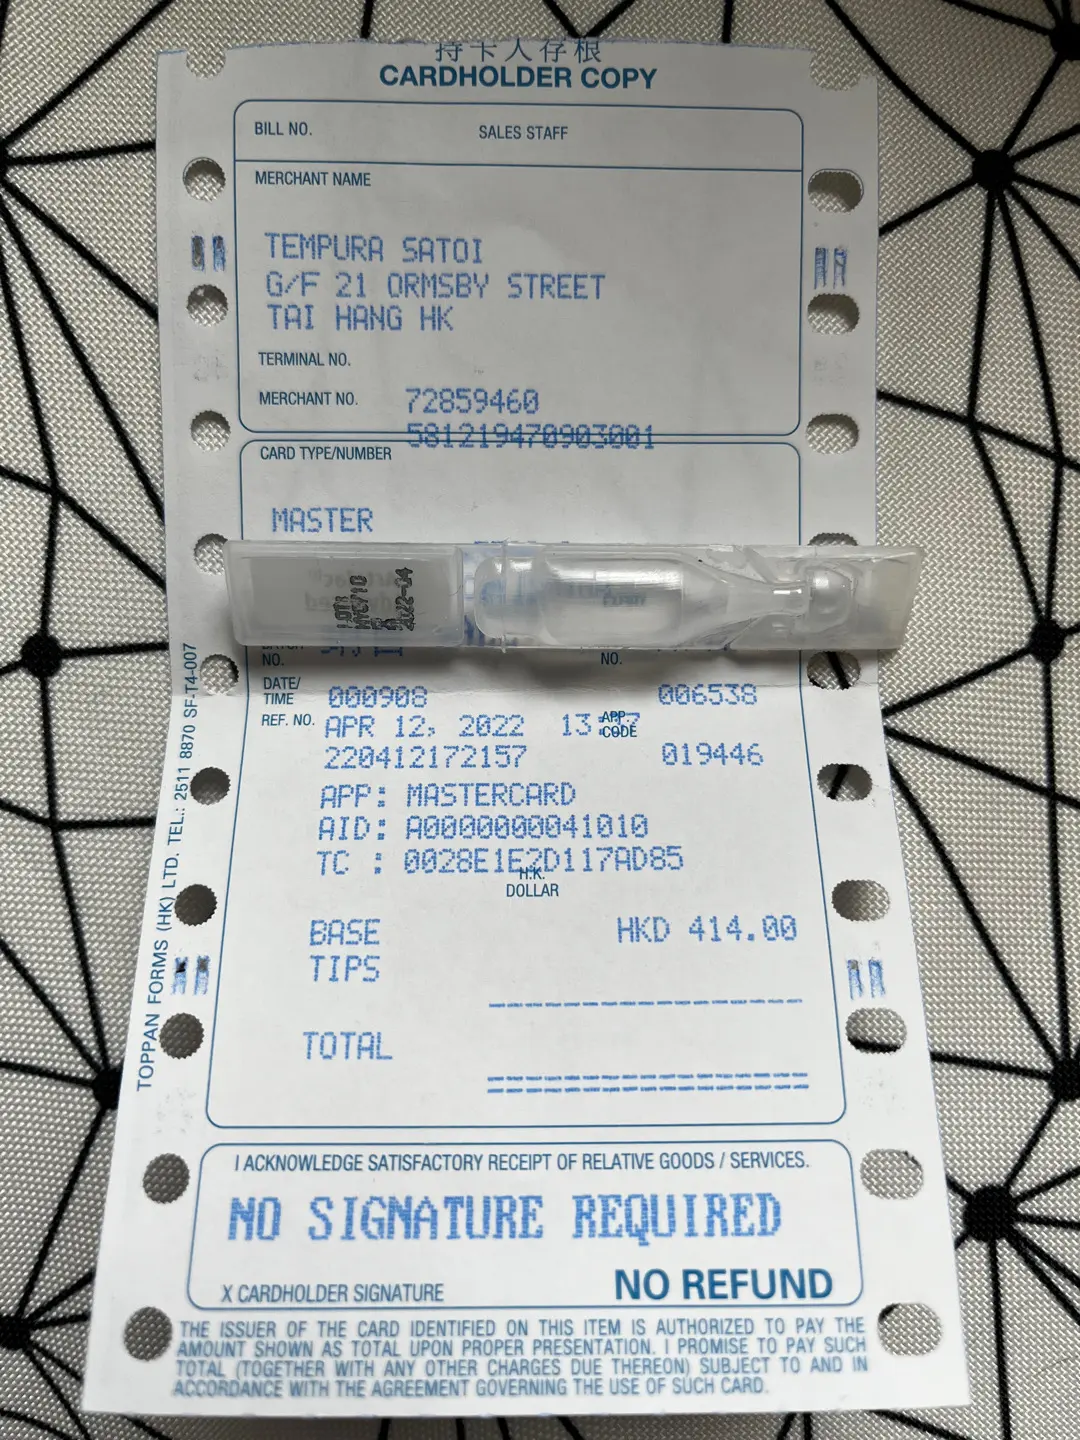 持卡人存根
CARDHOLDER COPY
BILL NO. SALES STAFF
MERCHANT NAME
TEMPURA SATOI
G/F 21 ORMSBY STREET
TAI HANG HK
TERMINAL NO.
MERCHANT NO. 72859460
581219470903001
CARD TYPE/NUMBER
MASTER
LOT:
2022-04
NO. NO.
DATE/
TIME 000908 006538
REF. NO. APR 12, 2022 APP.
CODE
220412172157 019446
APP: MASTERCARD
AID: A0000000041010
TC : 0028E1E2D117AD85
H.K.
DOLLAR
BASE HKD 414.00
TIPS
TOTAL
I ACKNOWLEDGE SATISFACTORY RECEIPT OF RELATIVE GOODS / SERVICES.
NO SIGNATURE REQUIRED
X CARDHOLDER SIGNATURE NO REFUND
THE ISSUER OF THE CARD IDENTIFIED ON THIS ITEM IS AUTHORIZED TO PAY THE
AMOUNT SHOWN AS TOTAL UPON PROPER PRESENTATION. I PROMISE TO PAY SUCH
TOTAL (TOGETHER WITH ANY OTHER CHARGES DUE THEREON) SUBJECT TO AND IN
ACCORDANCE WITH THE AGREEMENT GOVERNING THE USE OF SUCH CARD.
TOPPAN FORMS (HK) LTD. TEL.: 2511 8870 SF-T4-007